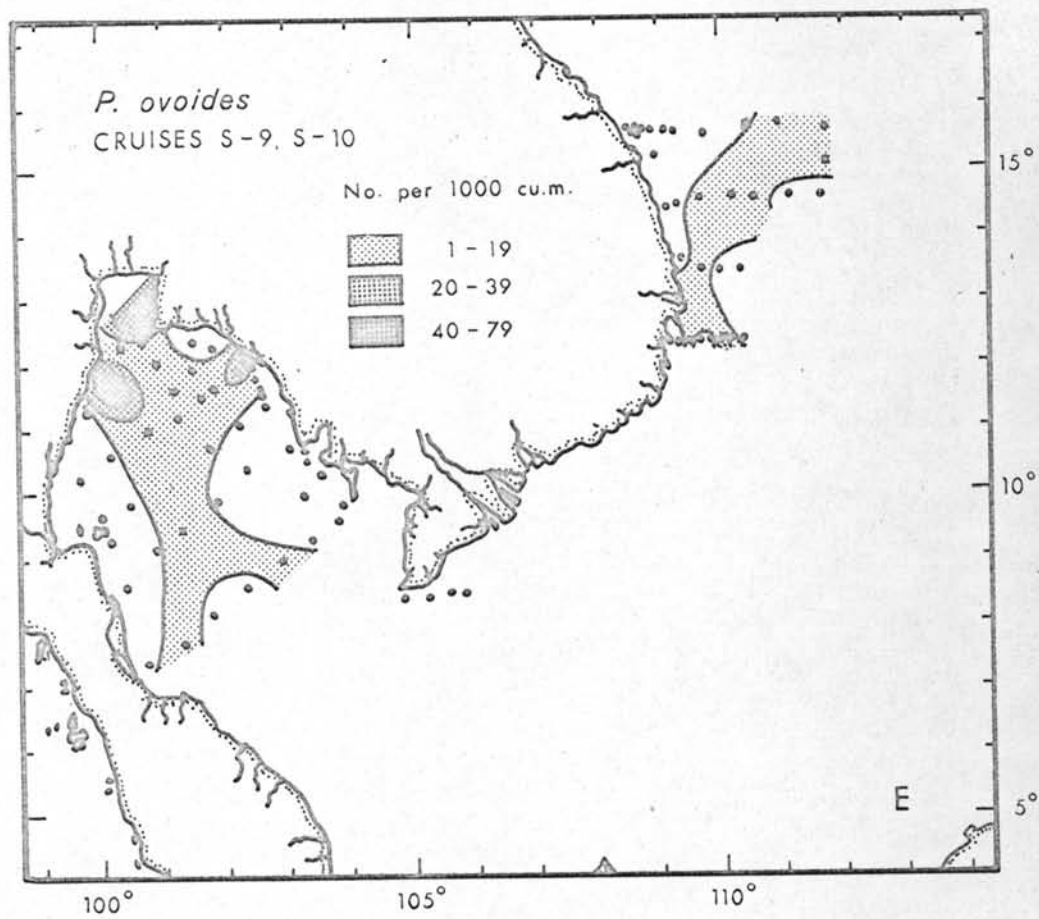 P. ovoides
CRUISES S-9, S-10
No. per 1000 cu.m.
1-19
20-39
40-79
15°
10°
5°
E
100°
105°
110°